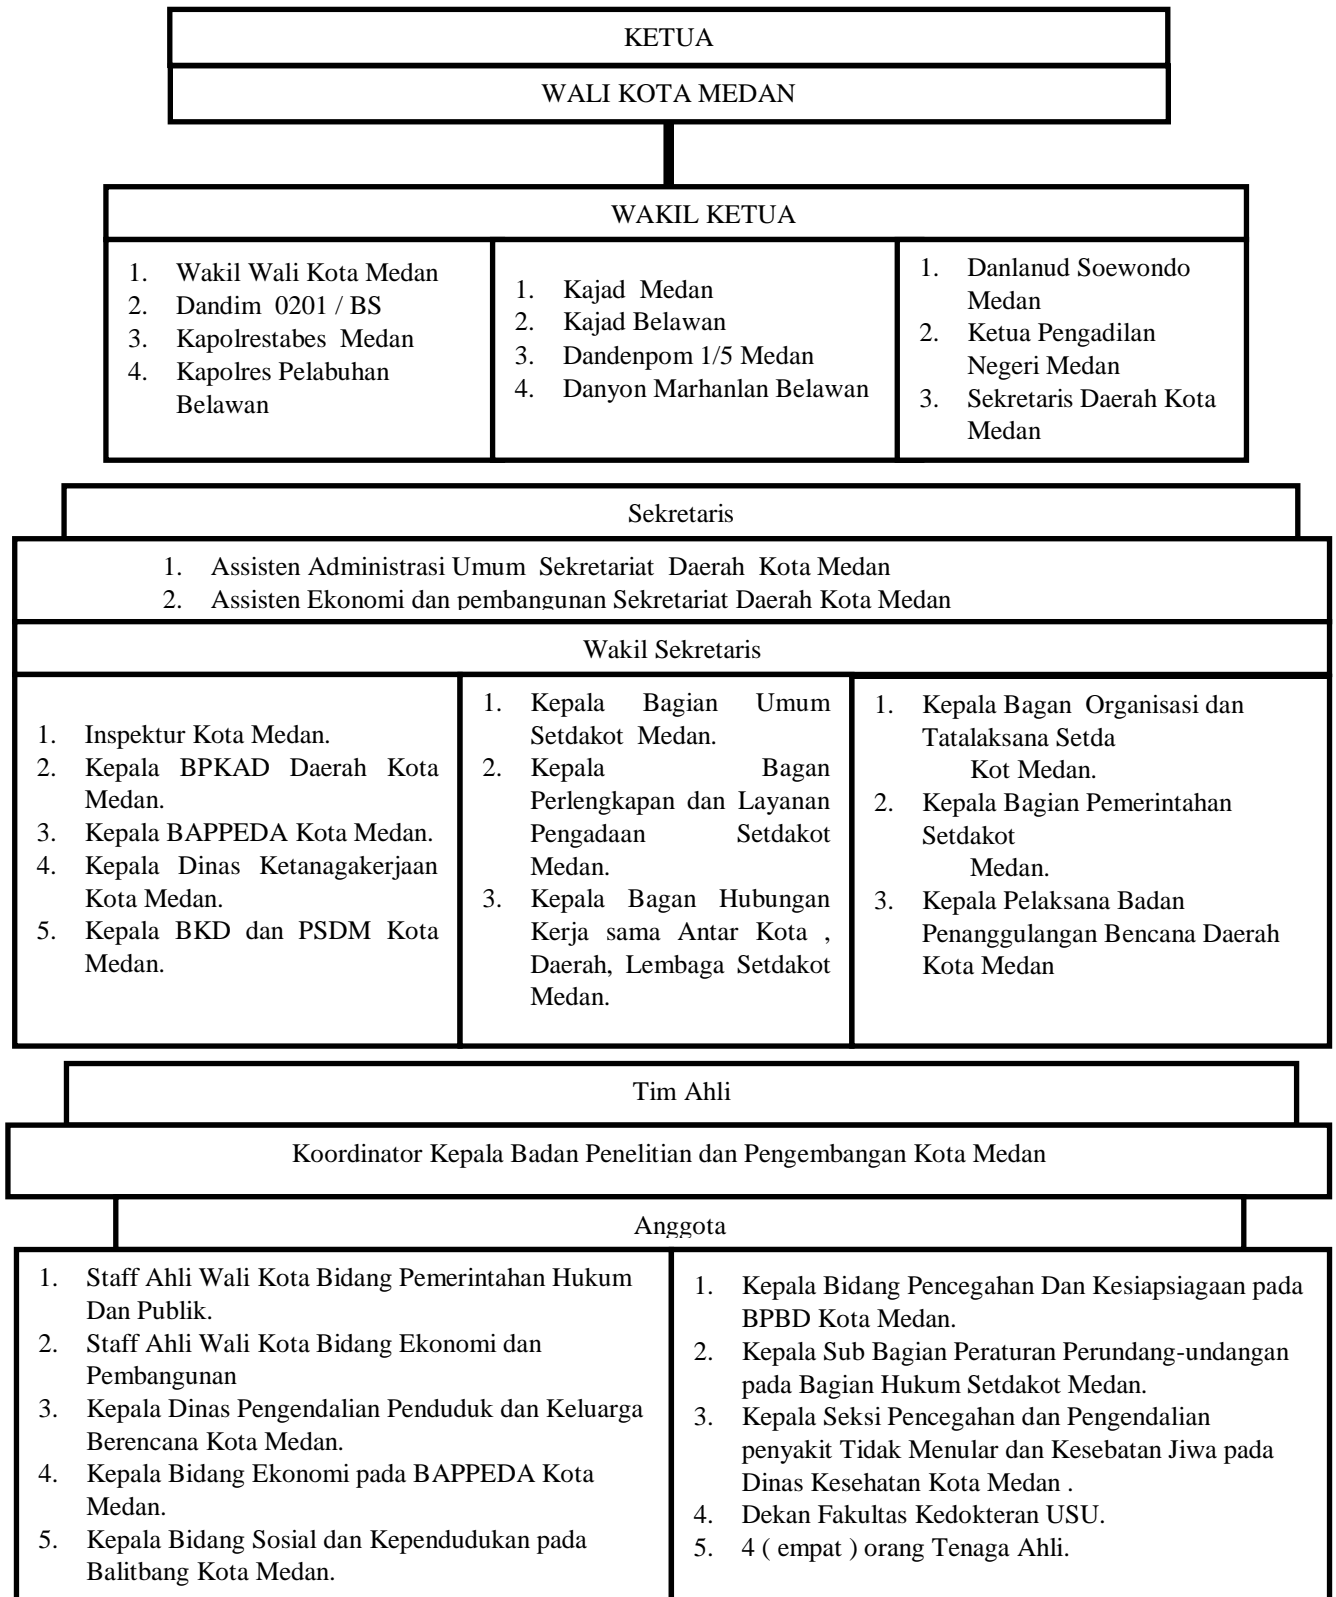 KETUA
WALI KOTA MEDAN
WAKIL KETUA
1. Wakil Wali Kota Medan
2. Dandim 0201 / BS
3. Kapolrestabes Medan
4. Kapolres Pelabuhan
Belawan
1. Kajad Medan
2. Kajad Belawan
3. Dandenpom 1/5 Medan
4. Danyon Marhanlan Belawan
1. Danlanud Soewondo
Medan
2. Ketua Pengadilan
Negeri Medan
3. Sekretaris Daerah Kota
Medan
Sekretaris
1. Assisten Administrasi Umum Sekretariat Daerah Kota Medan
2. Assisten Ekonomi dan pembangunan Sekretariat Daerah Kota Medan
Wakil Sekretaris
1. Inspektur Kota Medan.
2. Kepala BPKAD Daerah Kota
Medan.
3. Kepala BAPPEDA Kota Medan.
4. Kepala Dinas Ketanagakerjaan
Kota Medan.
5. Kepala BKD dan PSDM Kota
Medan.
1. Kepala Bagian Umum
Setdakot Medan.
2. Kepala Bagan
Perlengkapan dan Layanan
Pengadaan Setdakot
Medan.
3. Kepala Bagan Hubungan
Kerja sama Antar Kota ,
Daerah, Lembaga Setdakot
Medan.
1. Kepala Bagan Organisasi dan
Tatalaksana Setda
Kot Medan.
2. Kepala Bagian Pemerintahan
Setdakot
Medan.
3. Kepala Pelaksana Badan
Penanggulangan Bencana Daerah
Kota Medan
Tim Ahli
Koordinator Kepala Badan Penelitian dan Pengembangan Kota Medan
Anggota
1. Staff Ahli Wali Kota Bidang Pemerintahan Hukum
Dan Publik.
2. Staff Ahli Wali Kota Bidang Ekonomi dan
Pembangunan
3. Kepala Dinas Pengendalian Penduduk dan Keluarga
Berencana Kota Medan.
4. Kepala Bidang Ekonomi pada BAPPEDA Kota
Medan.
5. Kepala Bidang Sosial dan Kependudukan pada
Balitbang Kota Medan.
1. Kepala Bidang Pencegahan Dan Kesiapsiagaan pada
BPBD Kota Medan.
2. Kepala Sub Bagian Peraturan Perundang-undangan
pada Bagian Hukum Setdakot Medan.
3. Kepala Seksi Pencegahan dan Pengendalian
penyakit Tidak Menular dan Kesebatan Jiwa pada
Dinas Kesehatan Kota Medan .
4. Dekan Fakultas Kedokteran USU.
5. 4 ( empat ) orang Tenaga Ahli.